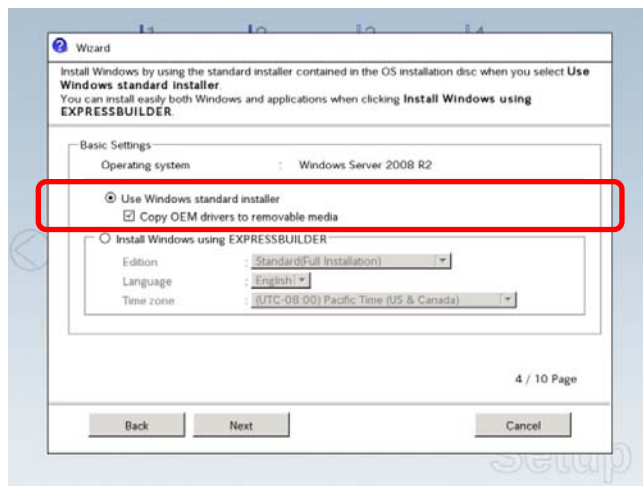 Wizard
Install Windows by using the standard installer contained in the OS installation disc when you select Use
Windows standard installer.
You can install easily both Windows and applications when clicking Install Windows using
EXPRESSBUILDER.
Basic Settings
Operating system : Windows Server 2008 R2
Use Windows standard installer
Copy OEM drivers to removable media
Install Windows using EXPRESSBUILDER
Edition : Standard(Full Installation)
Language : English
Time zone : (UTC-08:00) Pacific Time (US & Canada)
4 / 10 Page
Back Next Cancel
Setup